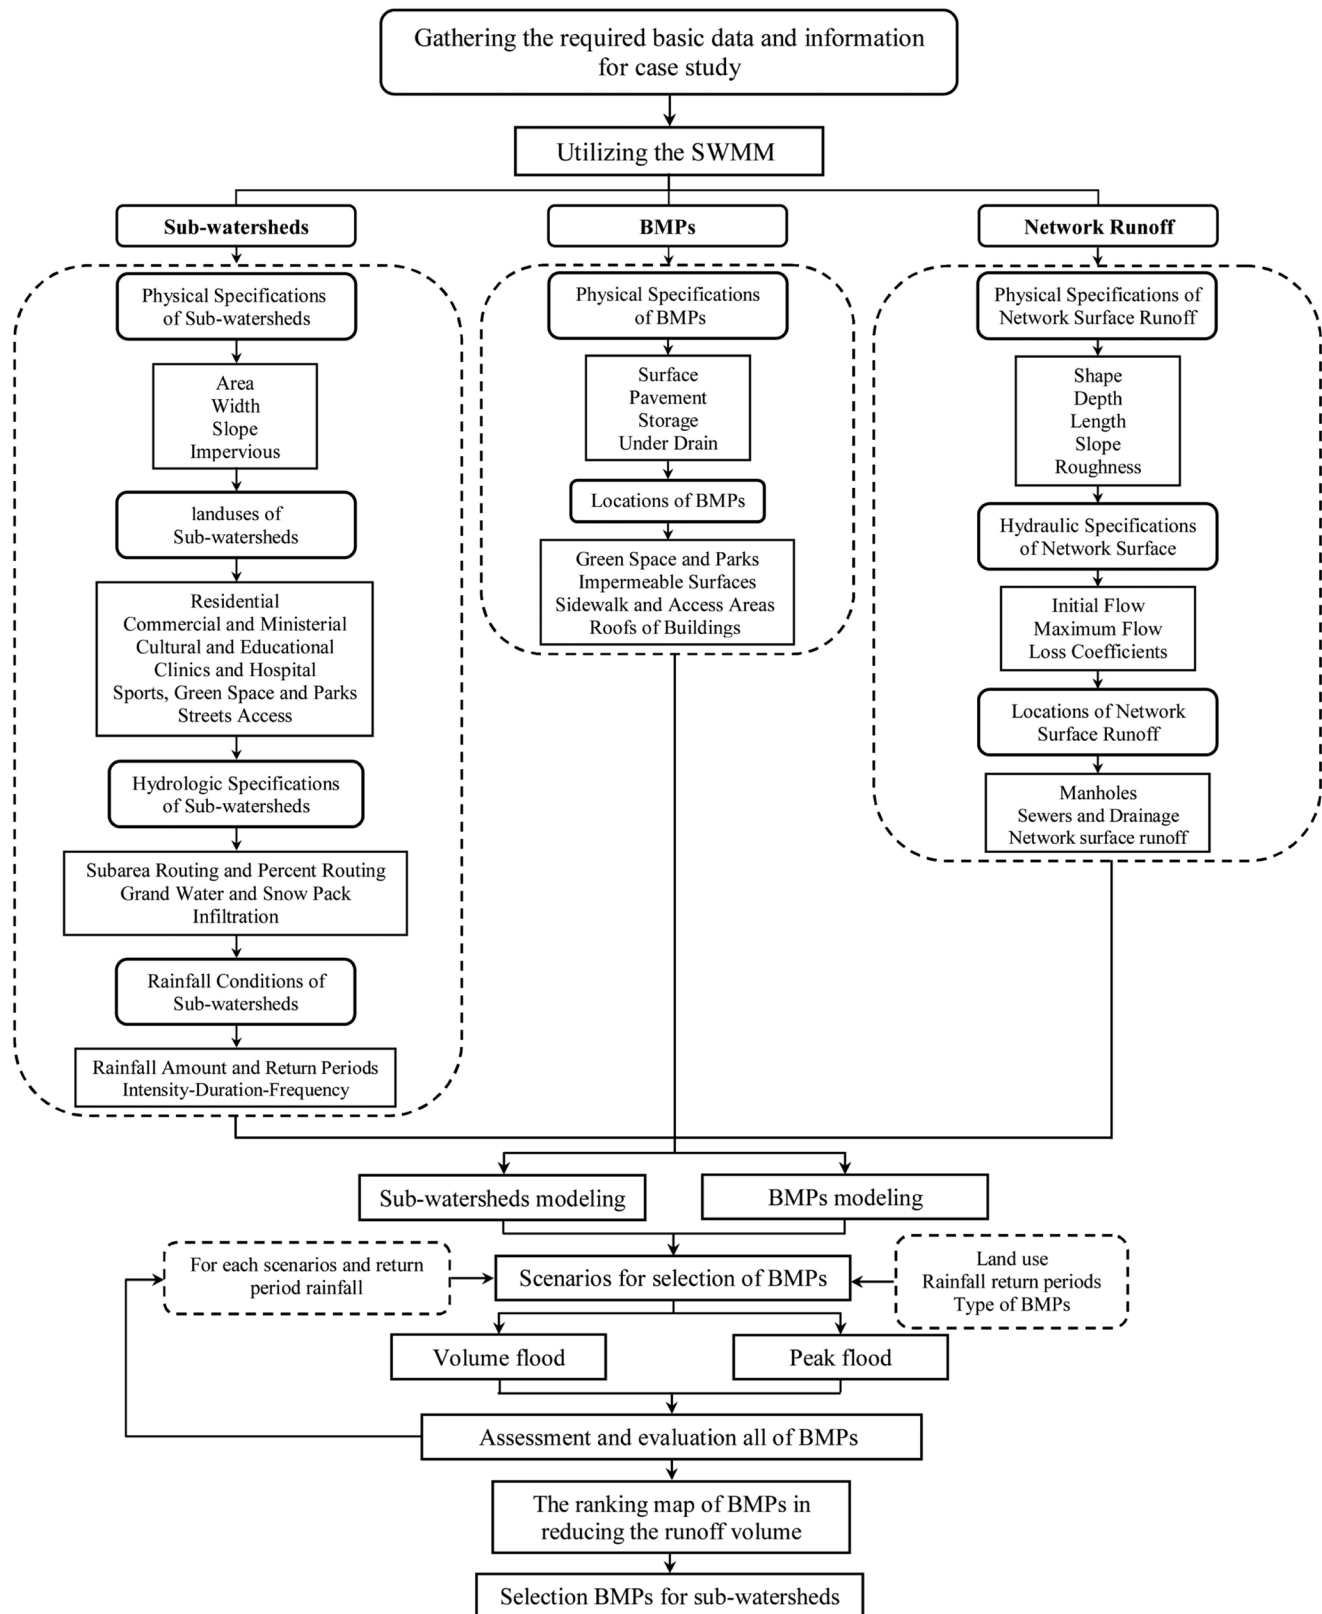 Gathering the required basic data and information
for case study
Utilizing the SWMM
Sub-watersheds
Physical Specifications
of Sub-watersheds
Area
Width
Slope
Impervious
landuses of
Sub-watersheds
Residential
Commercial and Ministerial
Cultural and Educational
Clinics and Hospital
Sports, Green Space and Parks
Streets Access
Hydrologic Specifications
of Sub-watersheds
Subarea Routing and Percent Routing
Grand Water and Snow Pack
Infiltration
Rainfall Conditions of
Sub-watersheds
Rainfall Amount and Return Periods
Intensity-Duration-Frequency
BMPs
Physical Specifications
of BMPs
Surface
Pavement
Storage
Under Drain
Locations of BMPs
Green Space and Parks
Impermeable Surfaces
Sidewalk and Access Areas
Roofs of Buildings
Network Runoff
Physical Specifications of
Network Surface Runoff
Shape
Depth
Length
Slope
Roughness
Hydraulic Specifications
of Network Surface
Initial Flow
Maximum Flow
Loss Coefficients
Locations of Network
Surface Runoff
Manholes
Sewers and Drainage
Network surface runoff
Sub-watersheds modeling
BMPs modeling
For each scenarios and return
period rainfall
Scenarios for selection of BMPs
Land use
Rainfall return periods
Type of BMPs
Volume flood
Peak flood
Assessment and evaluation all of BMPs
The ranking map of BMPs in
reducing the runoff volume
Selection BMPs for sub-watersheds